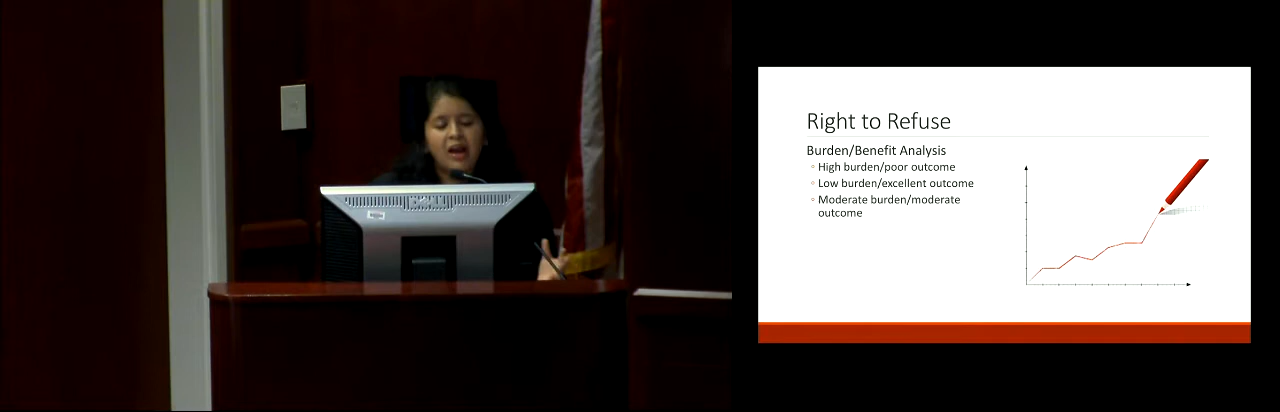 Right to Refuse
Burden/Benefit Analysis
High burden/poor outcome
Low burden/excellent outcome
Moderate burden/moderate
outcome